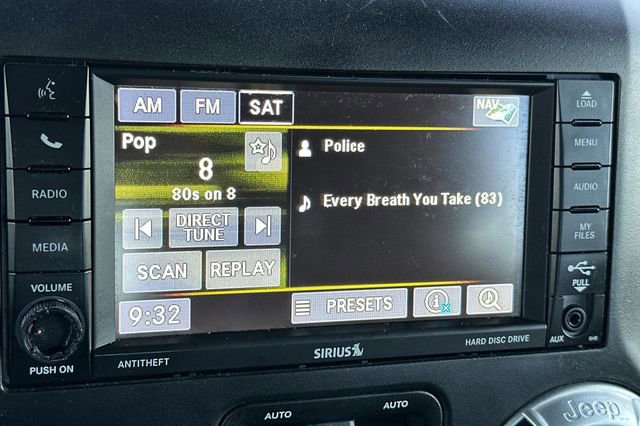 AM FM SAT NAV
Pop
8
80s on 8
Police
Every Breath You Take (83)
DIRECT
TUNE
SCAN REPLAY
9:32 PRESETS
RADIO
MEDIA
VOLUME
PUSH ON
LOAD
MENU
AUDIO
MY
FILES
PULL
AUX
ANTITHEFT SIRIUS HARD DISC DRIVE
AUTO AUTO
Jeep